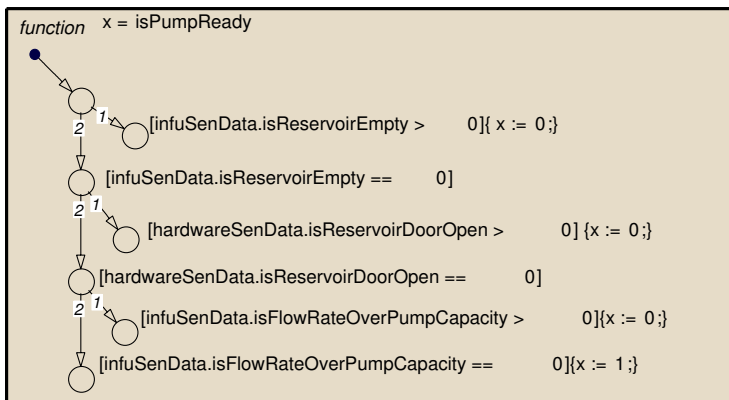 function x = isPumpReady
1
2
[infuSenData.isReservoirEmpty > 0]{ x := 0;}
[infuSenData.isReservoirEmpty == 0]
2 1
[hardwareSenData.isReservoirDoorOpen > 0] {x := 0;}
[hardwareSenData.isReservoirDoorOpen == 0]
2 1
[infuSenData.isFlowRateOverPumpCapacity > 0]{x := 0;}
[infuSenData.isFlowRateOverPumpCapacity == 0]{x := 1;}